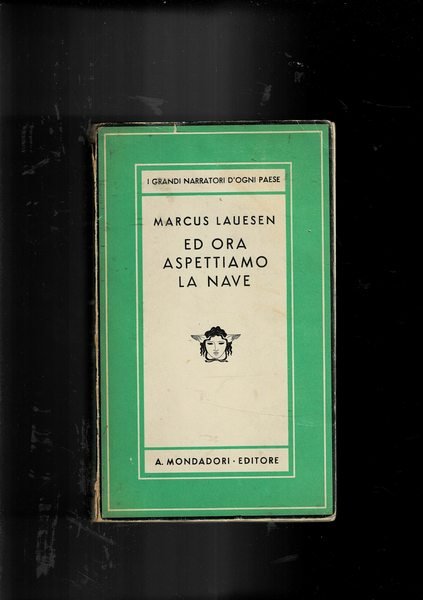 I GRANDI NARRATORI D'OGNI PAESE
MARCUS LAUESEN
ED ORA
ASPETTIAMO
LA NAVE
A. MONDADORI - EDITORE